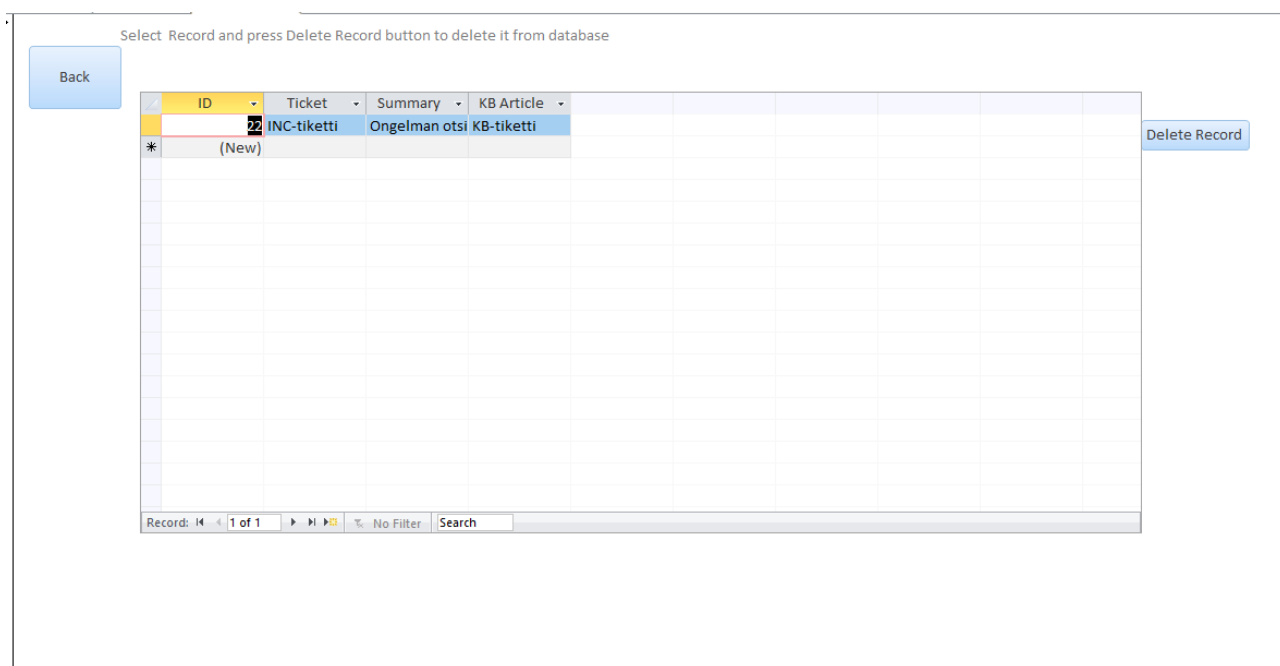 Select Record and press Delete Record button to delete it from database
Back
ID Ticket Summary KB Article
22 INC-tiketti Ongelman otsi KB-tiketti
(New)
Delete Record
Record: 1 of 1 No Filter Search